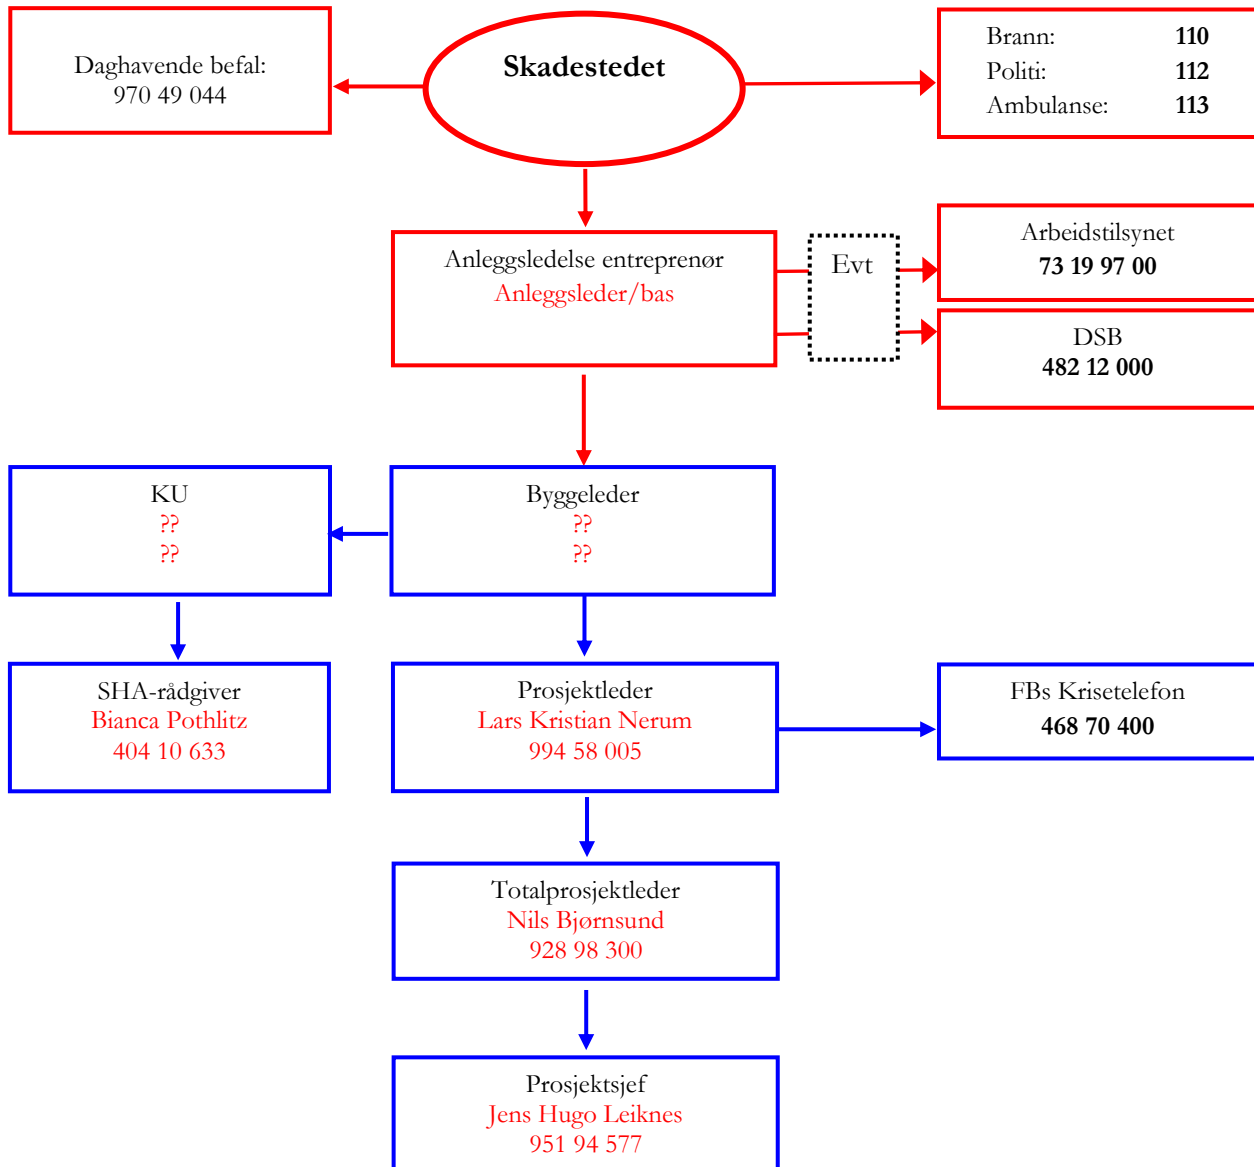 Daghavende befal:
970 49 044
Skadestedet
Brann: 110
Politi: 112
Ambulanse: 113
Anleggsledelse entreprenør
Anleggsleder/bas
Evt
Arbeidstilsynet
73 19 97 00
DSB
482 12 000
KU
??
??
Byggeleder
??
??
SHA-rådgiver
Bianca Pothlitz
404 10 633
Prosjektleder
Lars Kristian Nerum
994 58 005
FBs Krisetelefon
468 70 400
Totalprosjektleder
Nils Bjørnsund
928 98 300
Prosjektsjef
Jens Hugo Leiknes
951 94 577